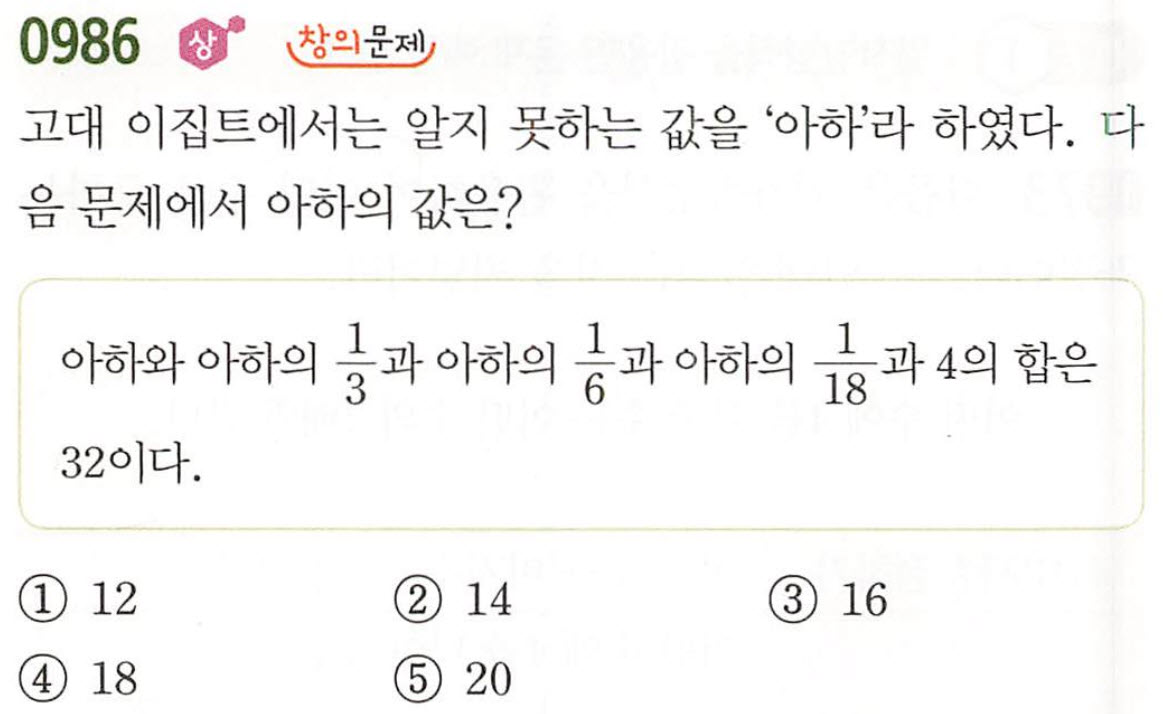 0986 상 창의문제
고대 이집트에서는 알지 못하는 값을 ‘아하’라 하였다. 다
음 문제에서 아하의 값은?
아하와 아하의 1/3과 아하의 1/6과 아하의 1/18과 4의 합은
32이다.
① 12 ② 14 ③ 16
④ 18 ⑤ 20